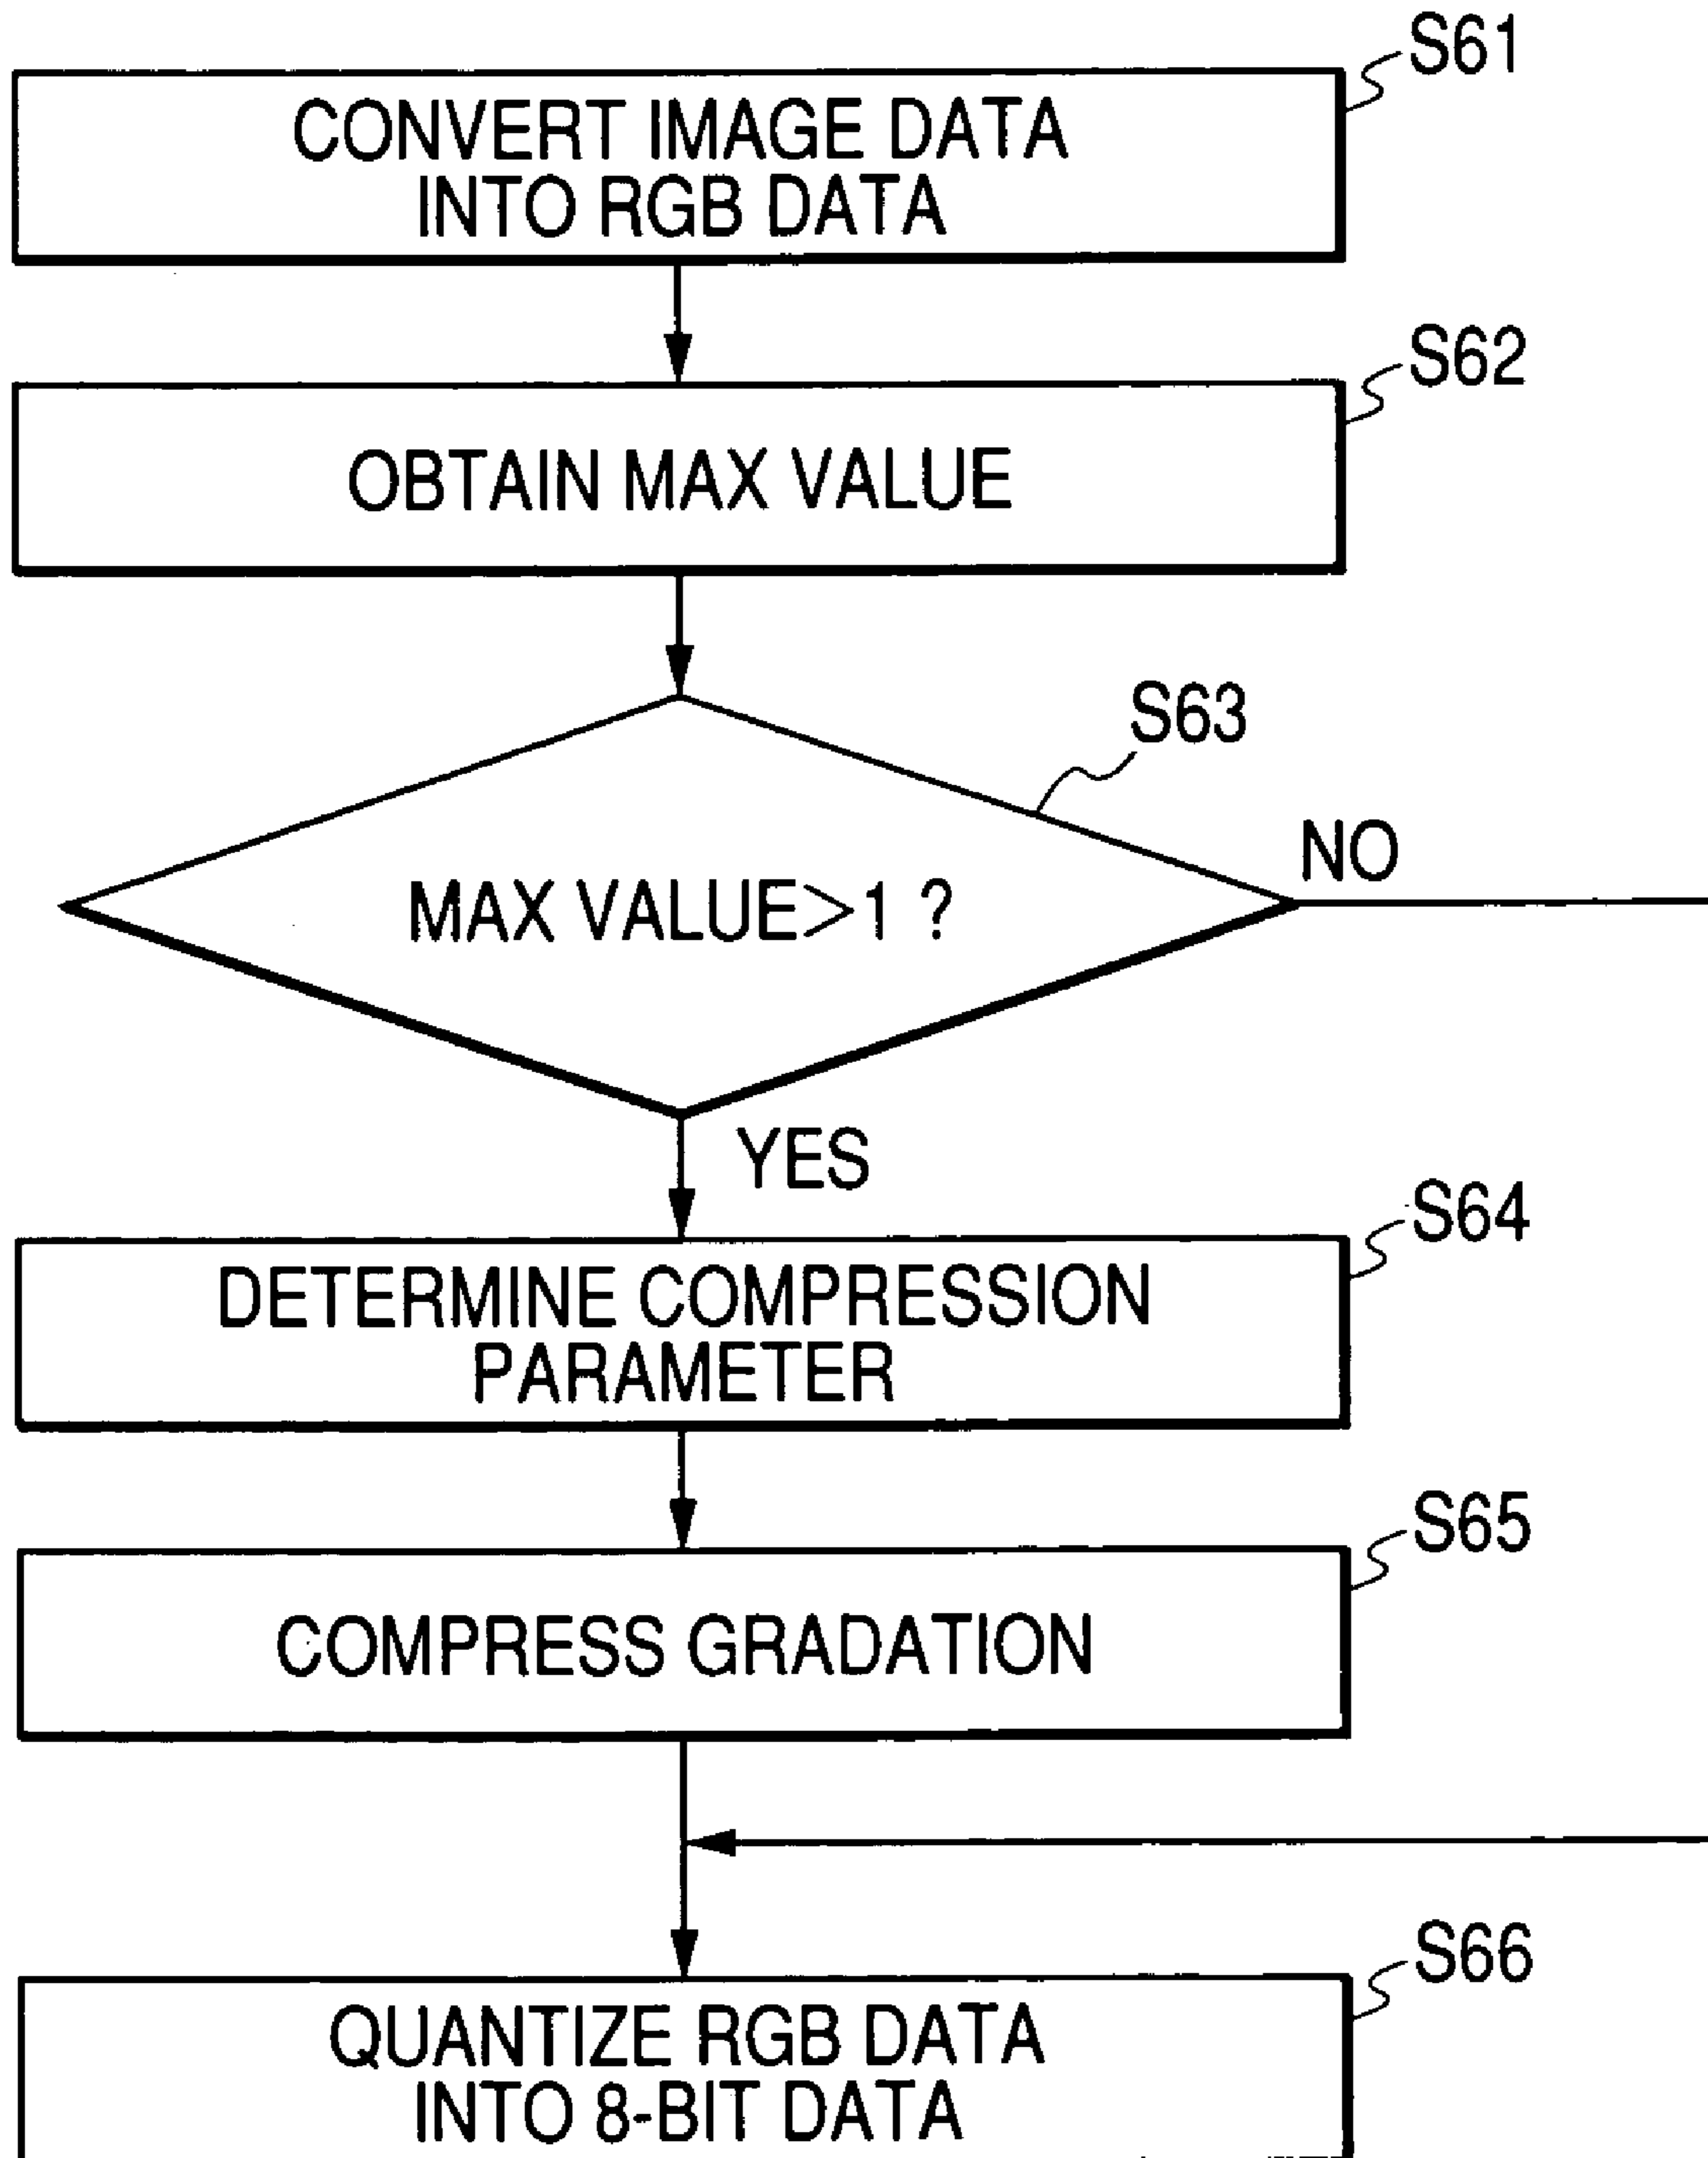 S61
CONVERT IMAGE DATA
INTO RGB DATA
S62
OBTAIN MAX VALUE
S63
MAX VALUE>1 ?
NO
YES
S64
DETERMINE COMPRESSION
PARAMETER
S65
COMPRESS GRADATION
S66
QUANTIZE RGB DATA
INTO 8-BIT DATA